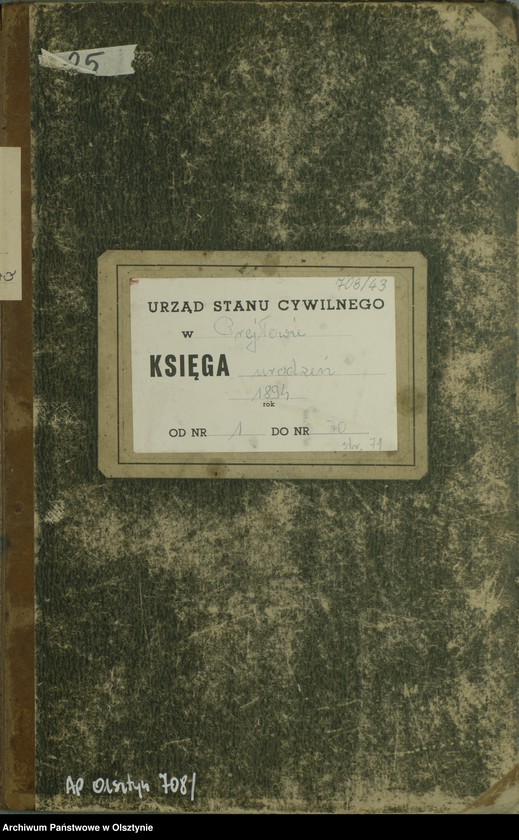 25
708/43
URZĄD STANU CYWILNEGO
w Prejłowie
KSIĘGA urodzeń
1894
rok
OD NR 1 DO NR 70
str. 71
AP Olsztyn 708/
Archiwum Państwowe w Olsztynie